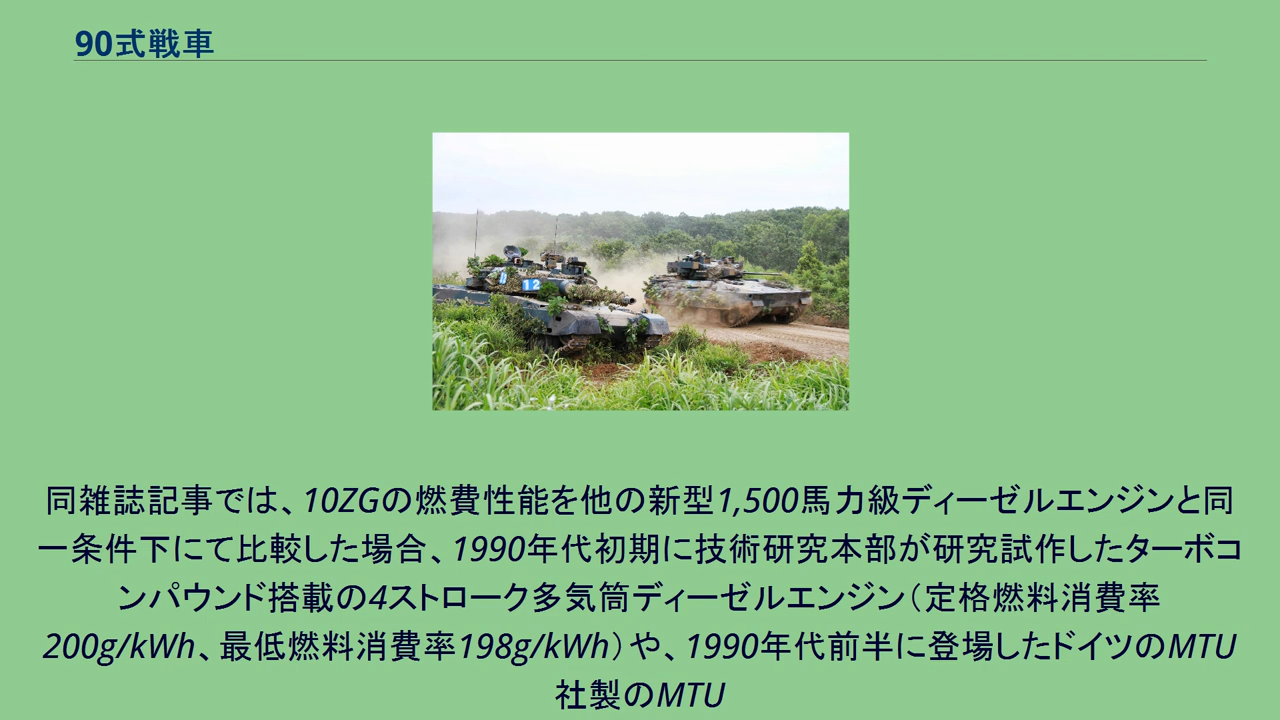 90式戦車
12
同雑誌記事では、10ZGの燃費性能を他の新型1,500馬力級ディーゼルエンジンと同
一条件下にて比較した場合、1990年代初期に技術研究本部が研究試作したターボコ
ンパウンド搭載の4ストローク多気筒ディーゼルエンジン（定格燃料消費率
200g/kWh、最低燃料消費率198g/kWh）や、1990年代前半に登場したドイツのMTU
社製のMTU